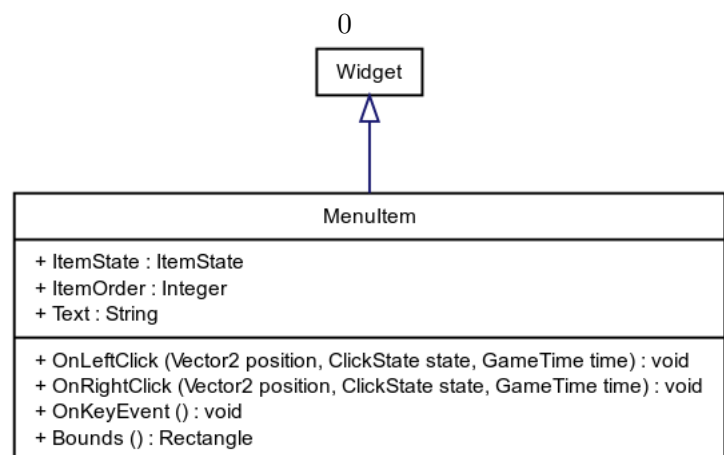 0
Widget
MenuItem
+ ItemState : ItemState
+ ItemOrder : Integer
+ Text : String
+ OnLeftClick (Vector2 position, ClickState state, GameTime time) : void
+ OnRightClick (Vector2 position, ClickState state, GameTime time) : void
+ OnKeyEvent () : void
+ Bounds () : Rectangle